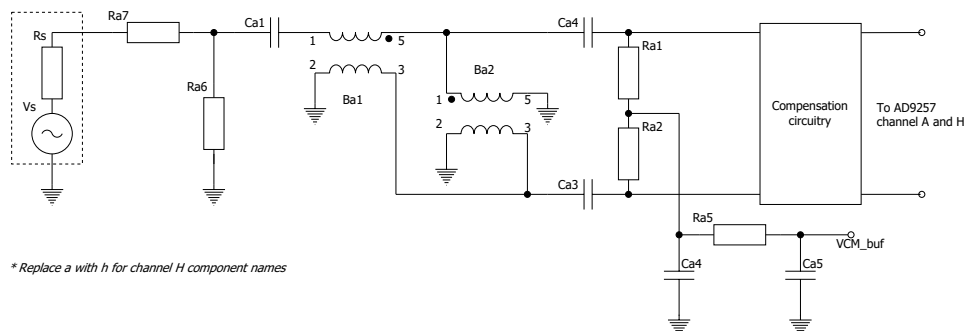 Ra7
Ca1
Ca4
Rs
1
5
Ra1
2
3
Ba2
Ra6
Vs
Ba1
1
5
Compensation
circuitry
To AD9257
channel A and H
2
3
Ra2
Ca3
Ra5
VCM_buf
Ca4
Ca5
* Replace a with h for channel H component names